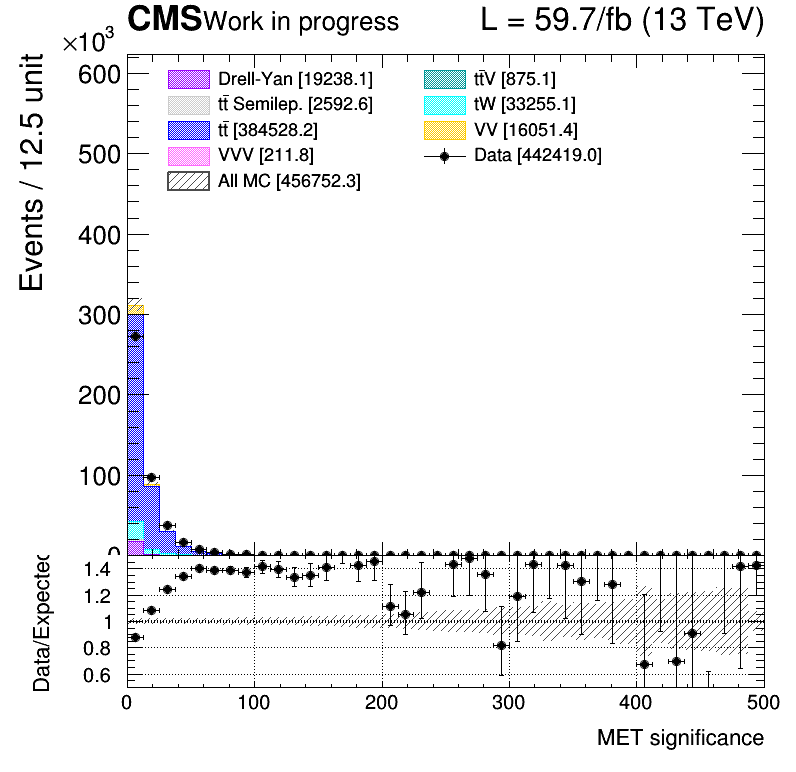 CMS Work in progress L = 59.7/fb (13 TeV)
×10³
Events / 12.5 unit
600
500
400
300
200
100
0
Drell-Yan [19238.1]
tt̄ Semilep. [2592.6]
tt̄ [384528.2]
VVV [211.8]
All MC [456752.3]
tt̄V [875.1]
tW [33255.1]
VV [16051.4]
Data [442419.0]
Data/Expected
1.4
1.2
1
0.8
0.6
0 100 200 300 400 500
MET significance